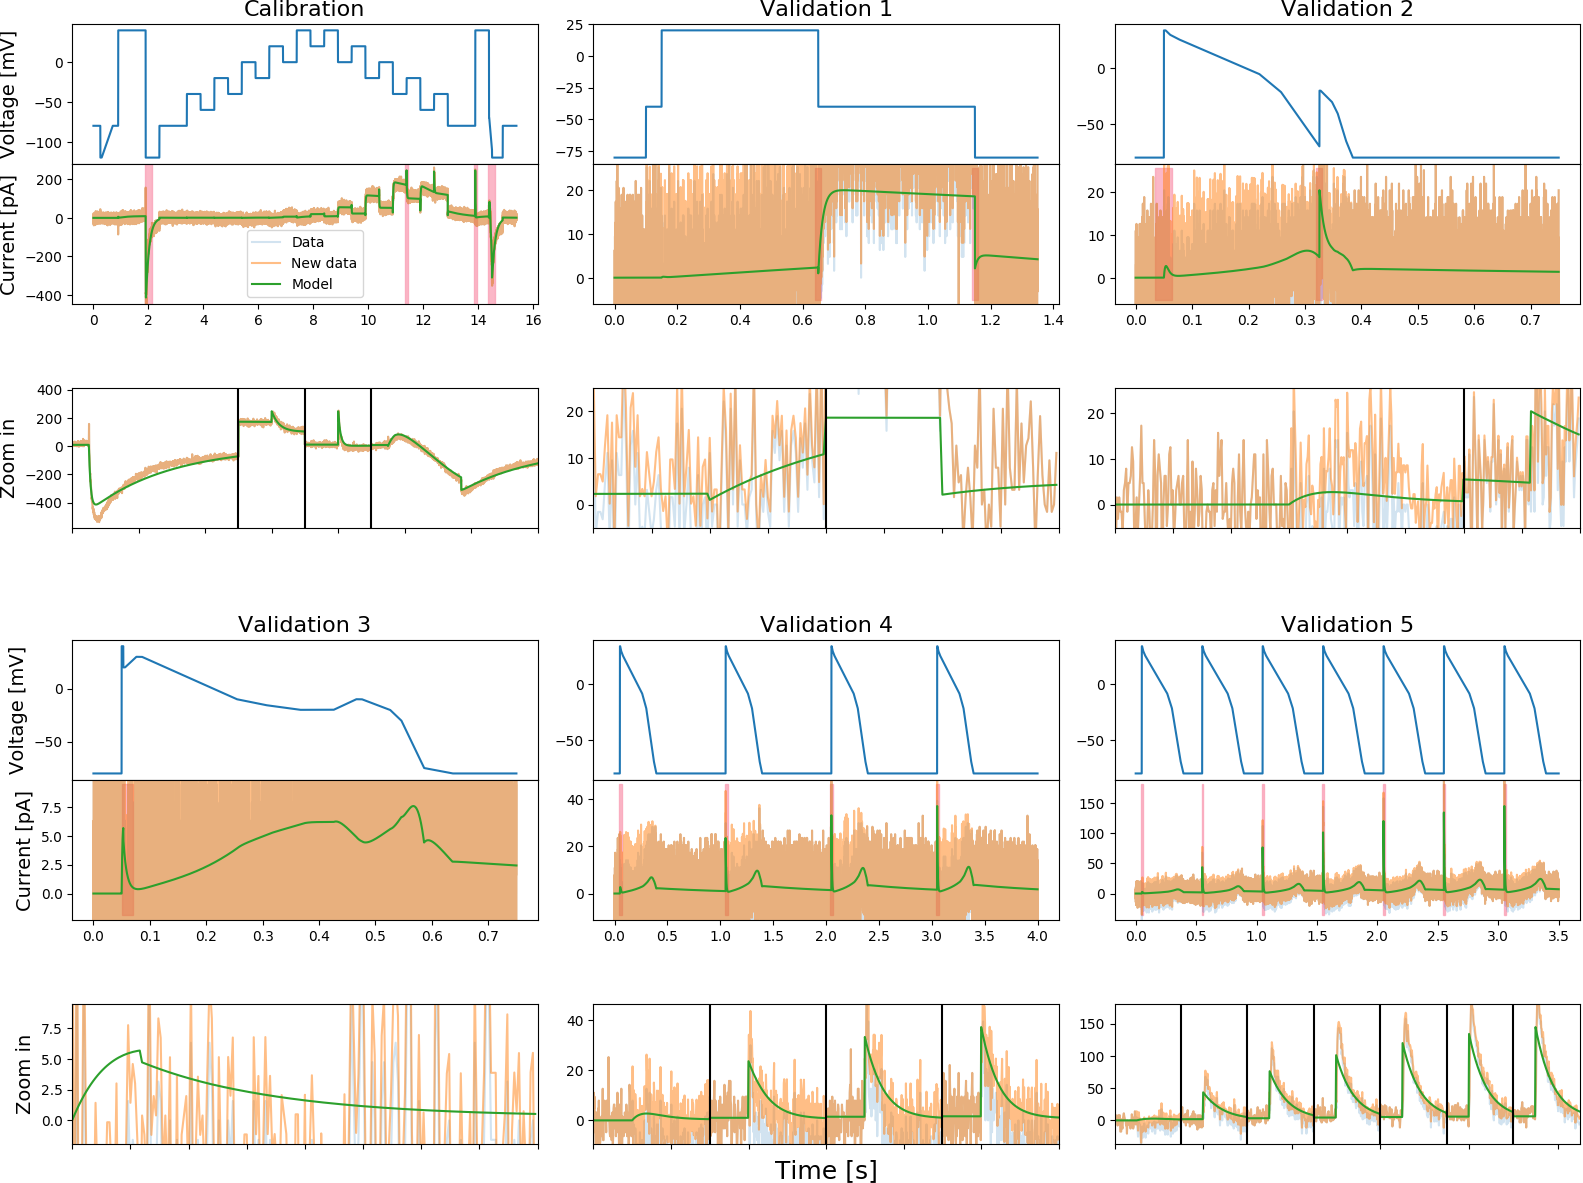 Calibration
Validation 1
Validation 2
Voltage [mV]
0
−50
−100
25
0
−25
−50
−75
0
−50
Current [pA]
200
0
−200
−400
Data
New data
Model
20
10
0
20
10
0
0 2 4 6 8 10 12 14 16
0.0 0.2 0.4 0.6 0.8 1.0 1.2 1.4
0.0 0.1 0.2 0.3 0.4 0.5 0.6 0.7
Zoom in
400
200
0
−200
−400
20
10
0
20
10
0
Validation 3
Validation 4
Validation 5
Voltage [mV]
0
−50
0
−50
0
−50
Current [pA]
7.5
5.0
2.5
0.0
40
20
0
150
100
50
0
0.0 0.1 0.2 0.3 0.4 0.5 0.6 0.7
0.0 0.5 1.0 1.5 2.0 2.5 3.0 3.5 4.0
0.0 0.5 1.0 1.5 2.0 2.5 3.0 3.5
Zoom in
7.5
5.0
2.5
0.0
40
20
0
150
100
50
0
Time [s]